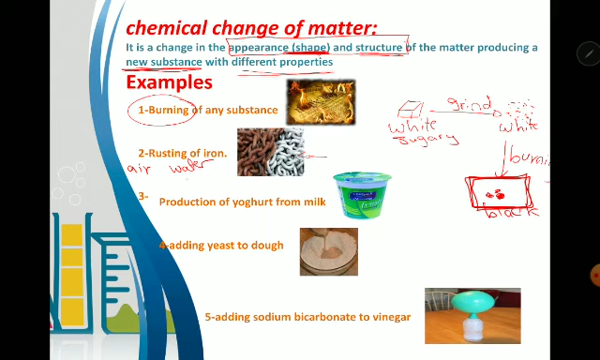 chemical change of matter:
It is a change in the appearance (shape) and structure of the matter producing a
new substance with different properties
Examples
1-Burning of any substance
grind
white
sugary
white
2-Rusting of iron.
air water
black
3-
Production of yoghurt from milk
4-adding yeast to dough
5-adding sodium bicarbonate to vinegar